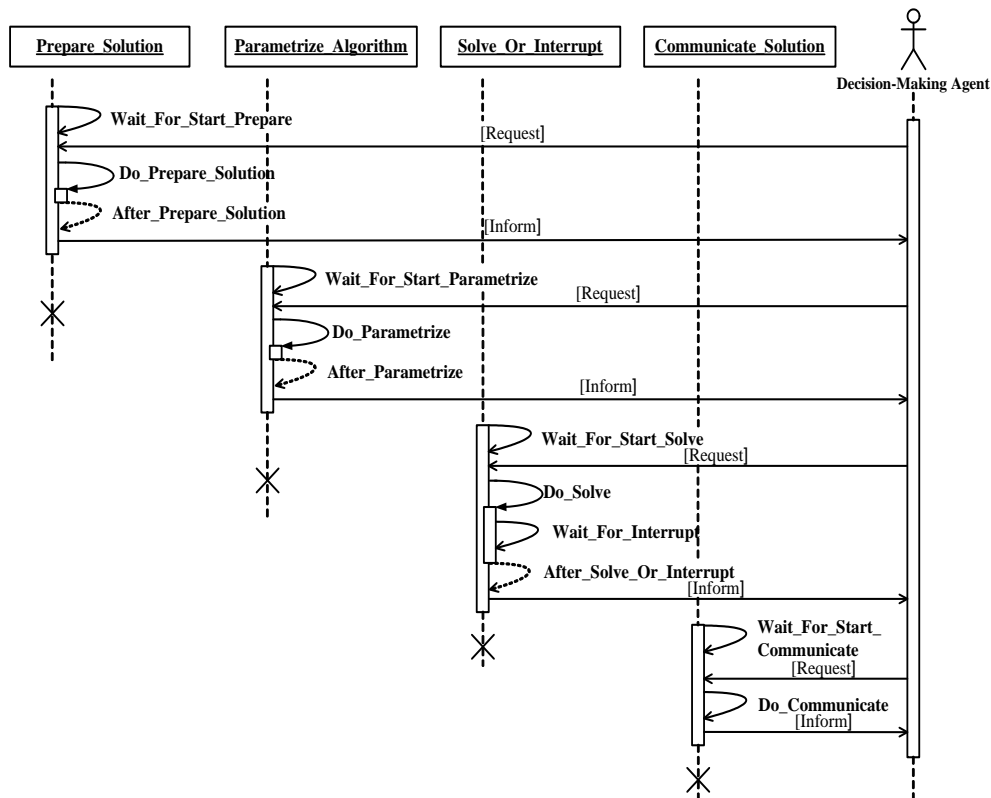 Prepare_Solution
Parametrize_Algorithm
Solve_Or_Interrupt
Communicate_Solution
Decision-Making Agent
Wait_For_Start_Prepare
[Request]
Do_Prepare_Solution
After_Prepare_Solution
[Inform]
Wait_For_Start_Parametrize
[Request]
Do_Parametrize
After_Parametrize
[Inform]
Wait_For_Start_Solve
[Request]
Do_Solve
Wait_For_Interrupt
After_Solve_Or_Interrupt
[Inform]
Wait_For_Start_
Communicate
[Request]
Do_Communicate
[Inform]